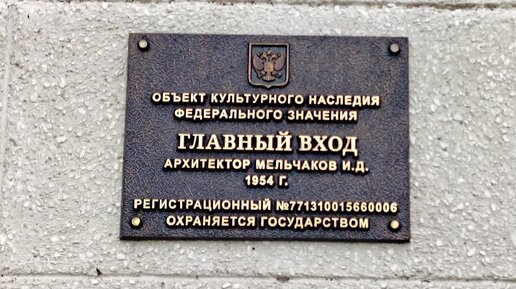 ОБЪЕКТ КУЛЬТУРНОГО НАСЛЕДИЯ
ФЕДЕРАЛЬНОГО ЗНАЧЕНИЯ
ГЛАВНЫЙ ВХОД
АРХИТЕКТОР МЕЛЬЧАКОВ И.Д.
1954 Г.
РЕГИСТРАЦИОННЫЙ №771310015660006
ОХРАНЯЕТСЯ ГОСУДАРСТВОМ